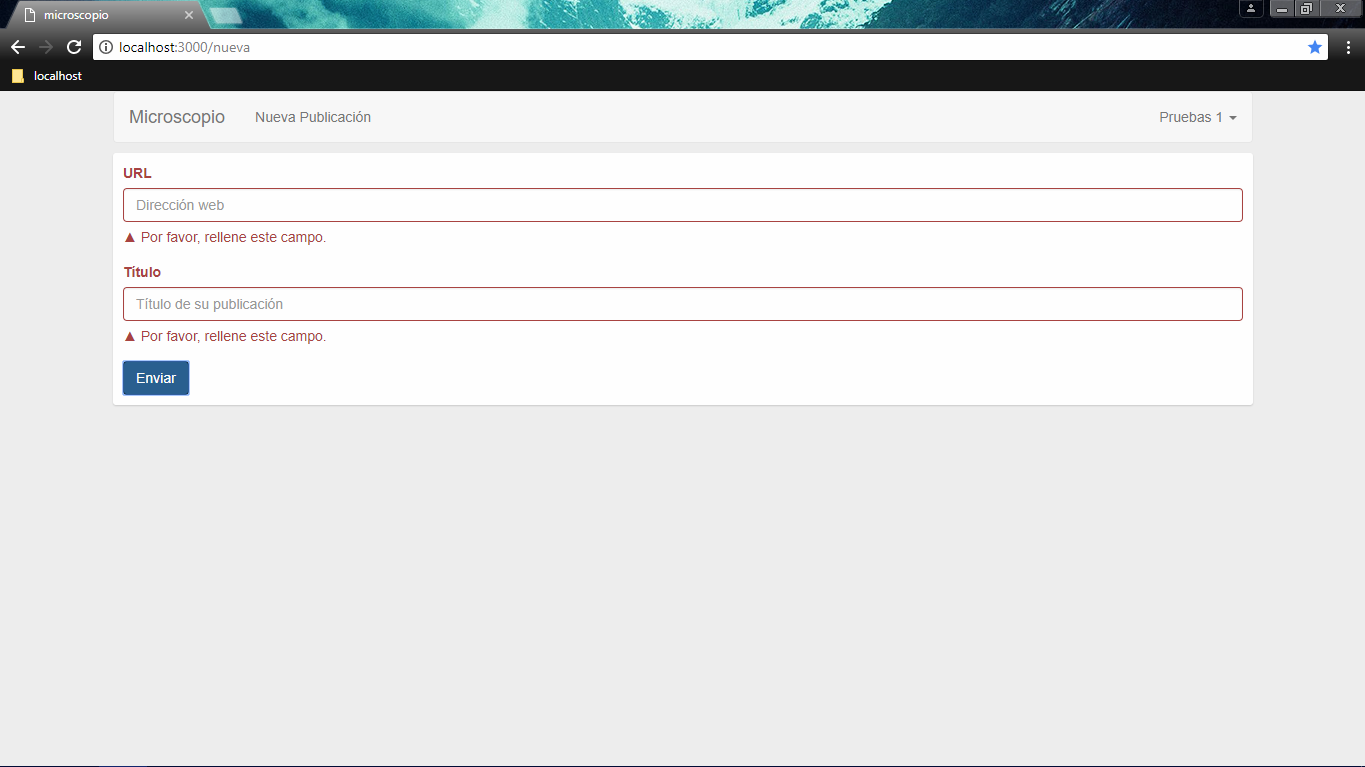 microscopio
localhost:3000/nueva
localhost
Microscopio Nueva Publicación Pruebas 1
URL
Dirección web
▲ Por favor, rellene este campo.
Título
Título de su publicación
▲ Por favor, rellene este campo.
Enviar